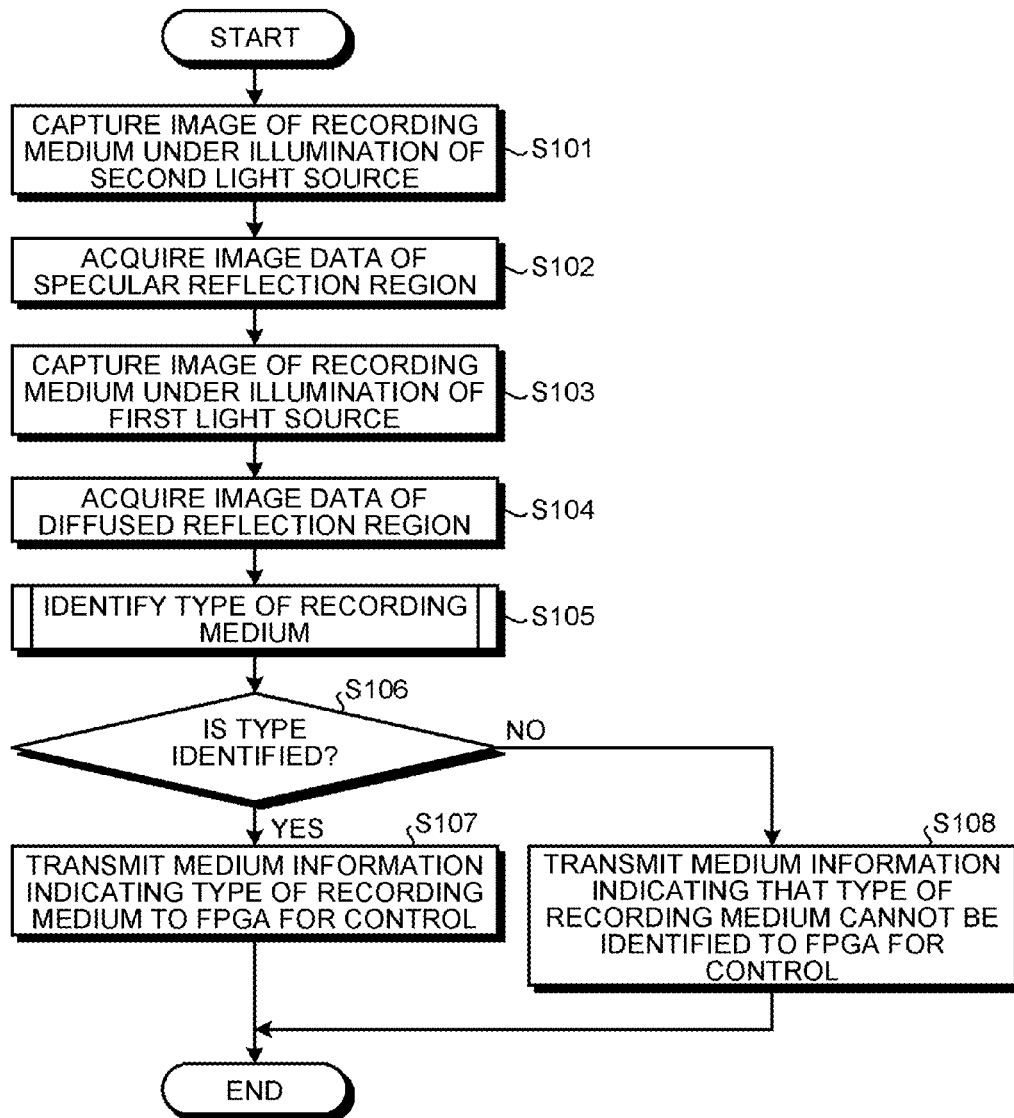 START
CAPTURE IMAGE OF RECORDING
MEDIUM UNDER ILLUMINATION OF
SECOND LIGHT SOURCE
S101
ACQUIRE IMAGE DATA OF
SPECULAR REFLECTION REGION
S102
CAPTURE IMAGE OF RECORDING
MEDIUM UNDER ILLUMINATION OF
FIRST LIGHT SOURCE
S103
ACQUIRE IMAGE DATA OF
DIFFUSED REFLECTION REGION
S104
IDENTIFY TYPE OF RECORDING
MEDIUM
S105
S106
IS TYPE
IDENTIFIED?
NO
YES
S107
TRANSMIT MEDIUM INFORMATION
INDICATING TYPE OF RECORDING
MEDIUM TO FPGA FOR CONTROL
S108
TRANSMIT MEDIUM INFORMATION
INDICATING THAT TYPE OF
RECORDING MEDIUM CANNOT BE
IDENTIFIED TO FPGA FOR
CONTROL
END